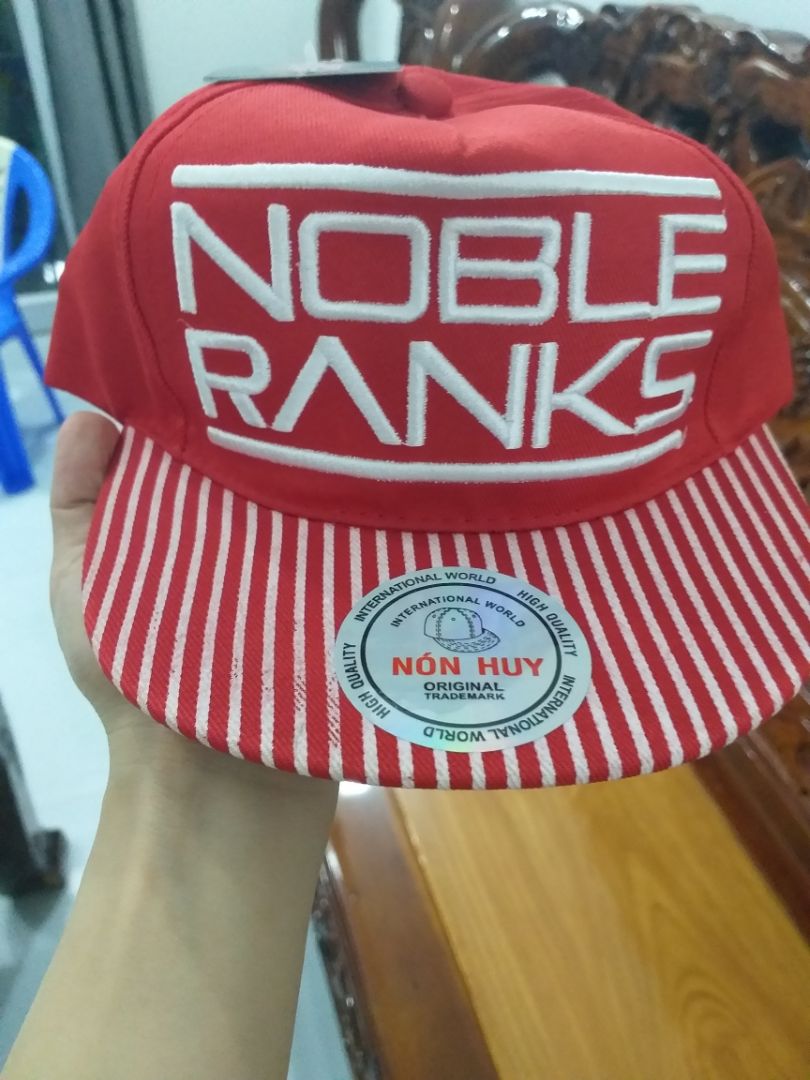 NOBLE
RANKS
INTERNATIONAL WORLD
HIGH QUALITY
INTERNATIONAL WORLD
HIGH QUALITY
INTERNATIONAL WORLD
NÓN HUY
ORIGINAL
TRADEMARK